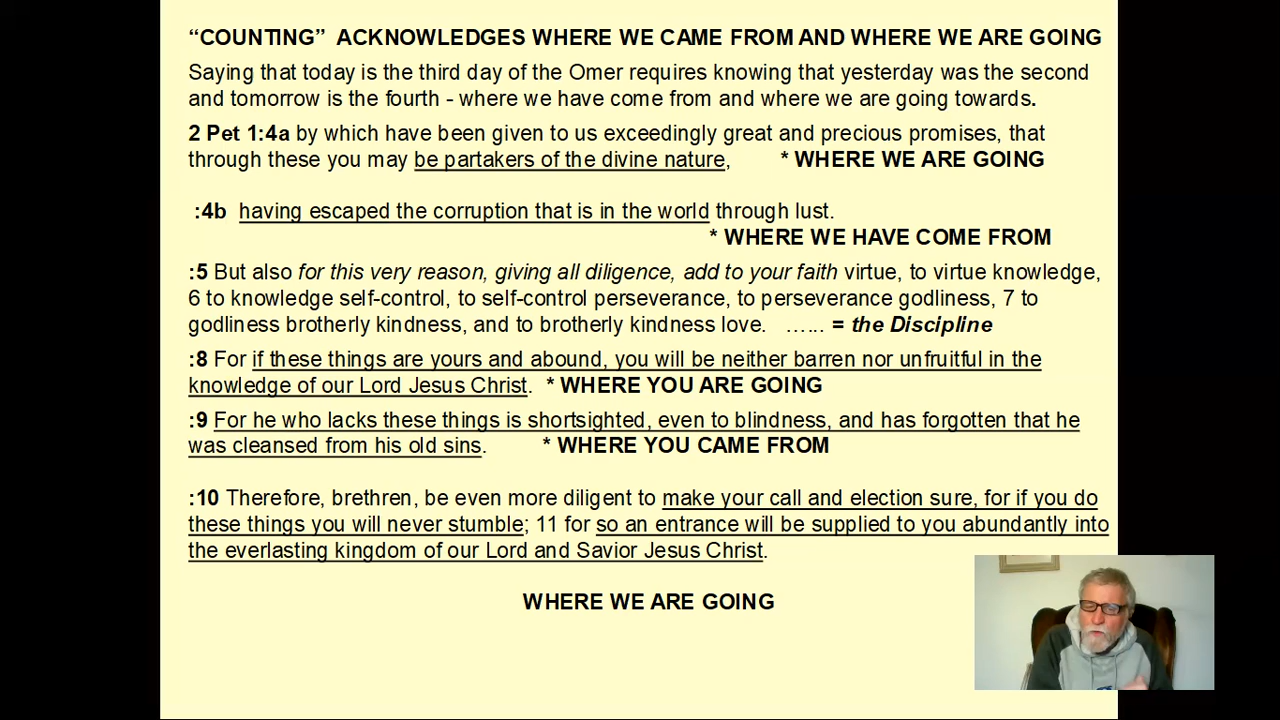 “COUNTING” ACKNOWLEDGES WHERE WE CAME FROM AND WHERE WE ARE GOING
Saying that today is the third day of the Omer requires knowing that yesterday was the second
and tomorrow is the fourth - where we have come from and where we are going towards.
2 Pet 1:4a by which have been given to us exceedingly great and precious promises, that
through these you may be partakers of the divine nature, * WHERE WE ARE GOING
:4b having escaped the corruption that is in the world through lust.
* WHERE WE HAVE COME FROM
:5 But also for this very reason, giving all diligence, add to your faith virtue, to virtue knowledge,
6 to knowledge self-control, to self-control perseverance, to perseverance godliness, 7 to
godliness brotherly kindness, and to brotherly kindness love. …... = the Discipline
:8 For if these things are yours and abound, you will be neither barren nor unfruitful in the
knowledge of our Lord Jesus Christ. * WHERE YOU ARE GOING
:9 For he who lacks these things is shortsighted, even to blindness, and has forgotten that he
was cleansed from his old sins. * WHERE YOU CAME FROM
:10 Therefore, brethren, be even more diligent to make your call and election sure, for if you do
these things you will never stumble; 11 for so an entrance will be supplied to you abundantly into
the everlasting kingdom of our Lord and Savior Jesus Christ.
WHERE WE ARE GOING